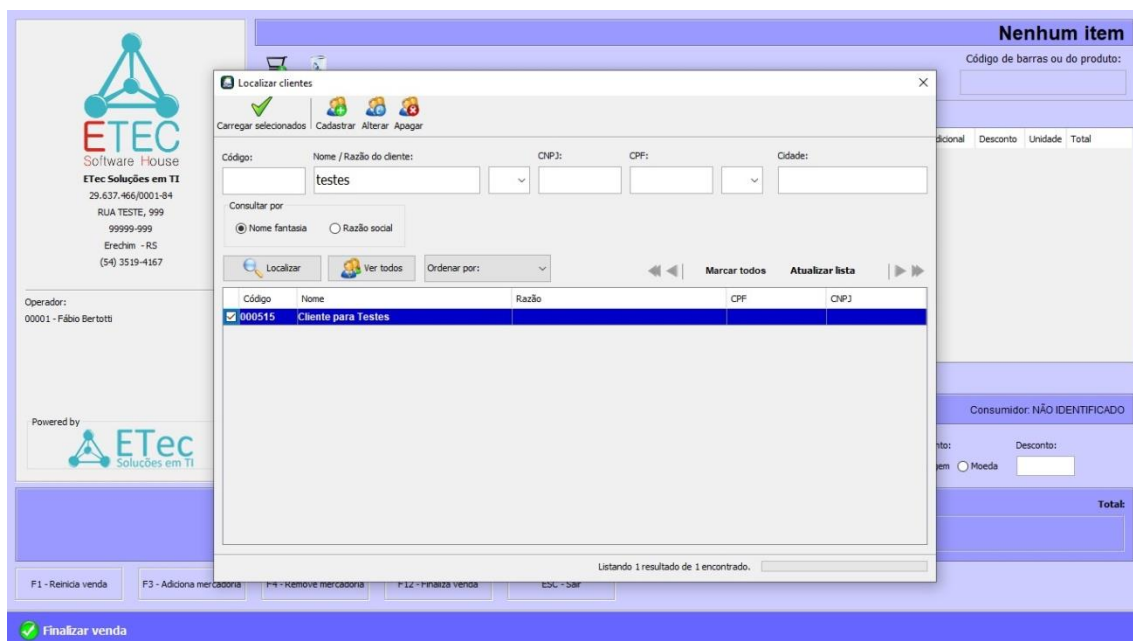 Nenhum item
Código de barras ou do produto:
Localizar clientes
Carregar selecionados Cadastrar Alterar Apagar
ETEC
Software House
ETec Soluções em TI
29.637.466/0001-84
RUA TESTE, 999
99999-999
Erechim - RS
(54) 3519-4167
Operador:
00001 - Fábio Bertotti
Powered by
ETec
Soluções em TI
Código: Nome / Razão do cliente: CNPJ: CPF: Cidade:
testes
Consultar por
Nome fantasia Razão social
Localizar Ver todos Ordenar por: Marcar todos Atualizar lista
Código Nome Razão CPF CNPJ
000515 Cliente para Testes
Listando 1 resultado de 1 encontrado.
dicional Desconto Unidade Total
Consumidor: NÃO IDENTIFICADO
nto: Desconto:
gem Moeda
Total:
F1 - Reinicia venda F3 - Adiciona mercadoria F4 - Remove mercadoria F12 - Finaliza venda ESC - Sair
Finalizar venda